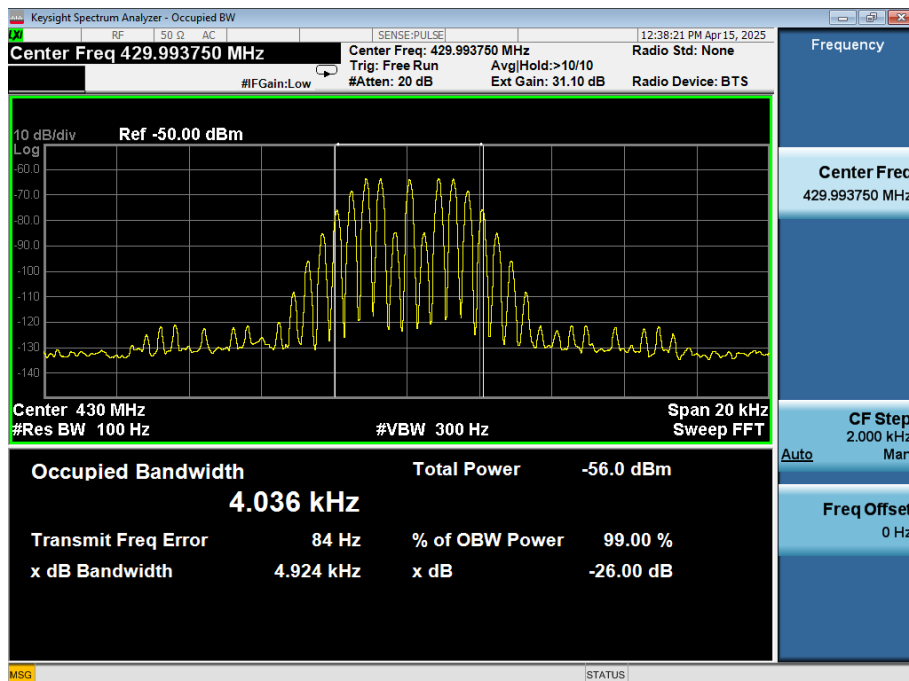 Keysight Spectrum Analyzer - Occupied BW
LXI RF 50 Ω AC SENSE:PULSE 12:38:21 PM Apr 15, 2025
Center Freq 429.993750 MHz
Center Freq: 429.993750 MHz Radio Std: None
Trig: Free Run Avg|Hold:>10/10
#IFGain:Low #Atten: 20 dB Ext Gain: 31.10 dB Radio Device: BTS
10 dB/div Ref -50.00 dBm
Log
-60.0
-70.0
-80.0
-90.0
-100
-110
-120
-130
-140
Center 430 MHz Span 20 kHz
#Res BW 100 Hz #VBW 300 Hz Sweep FFT
Occupied Bandwidth Total Power -56.0 dBm
4.036 kHz
Transmit Freq Error 84 Hz % of OBW Power 99.00 %
x dB Bandwidth 4.924 kHz x dB -26.00 dB
Frequency
Center Freq
429.993750 MHz
CF Step
2.000 kHz
Auto Man
Freq Offset
0 Hz
MSG STATUS